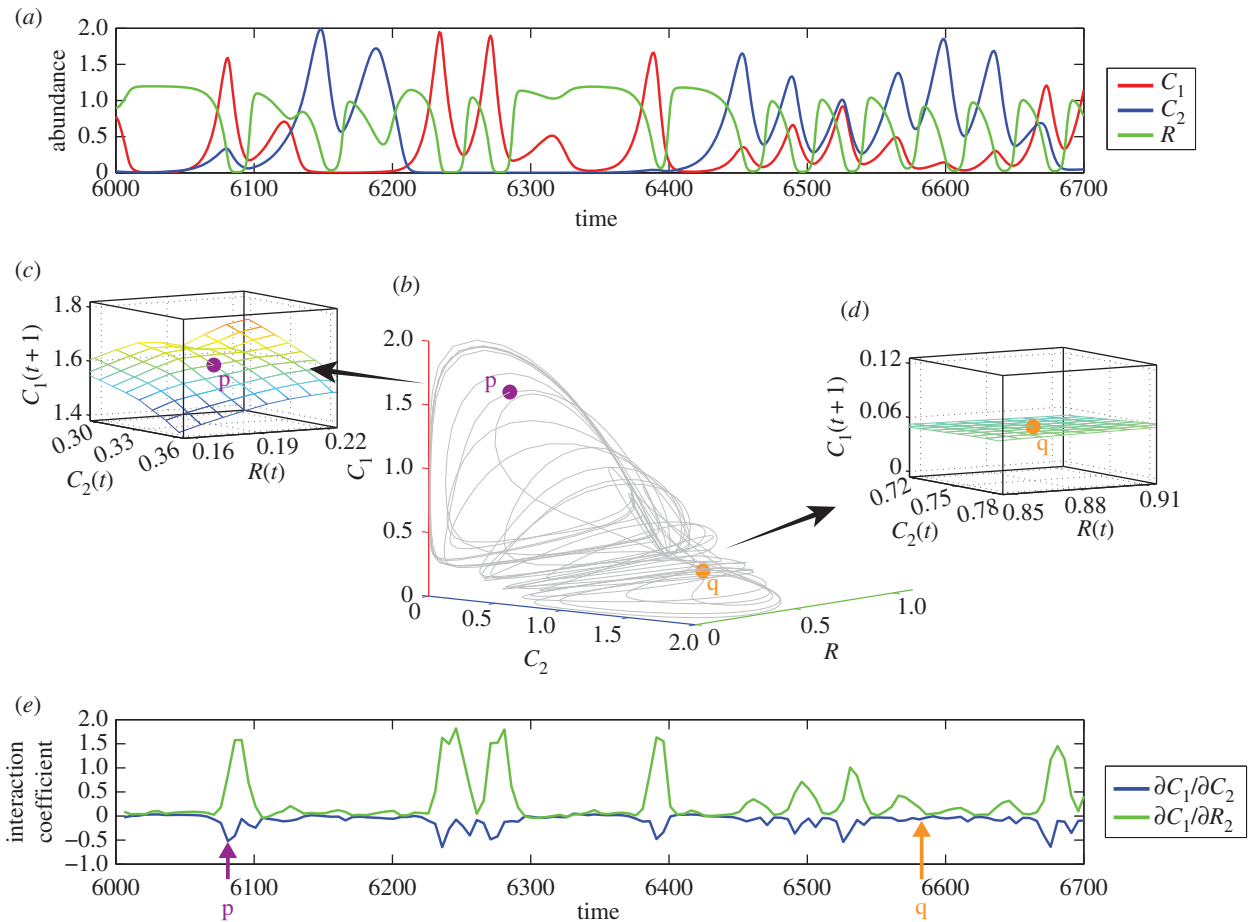 (a)
2.0
1.5
1.0
0.5
0
abundance
6000 6100 6200 6300 6400 6500 6600 6700
time
C1
C2
R
(c)
1.8
1.6
1.4
C1(t + 1)
p
0.30
0.33
0.36
C2(t)
0.16
0.19
0.22
R(t)
(b)
2.0
1.5
1.0
0.5
0
C1
p
q
0
0.5
1.0
1.5
2.0
C2
0
0.5
1.0
R
(d)
0.12
0.06
0
C1(t + 1)
q
0.72
0.75
0.78
C2(t)
0.85
0.88
0.91
R(t)
(e)
2.0
1.5
1.0
0.5
0
−0.5
−1.0
interaction
coefficient
6000 6100 6200 6300 6400 6500 6600 6700
p
time
q
∂C1/∂C2
∂C1/∂R2